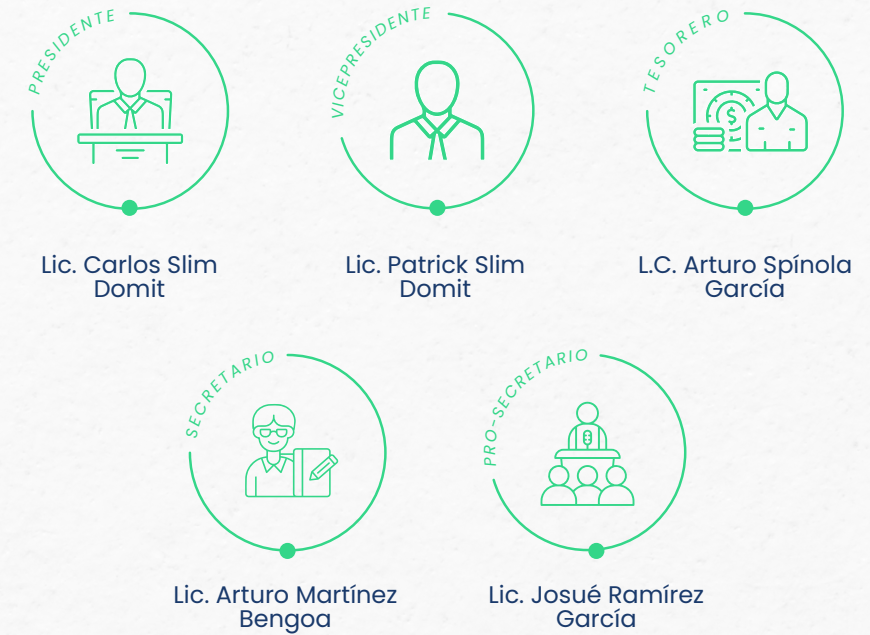 PRESIDENTE
Lic. Carlos Slim
Domit
VICEPRESIDENTE
Lic. Patrick Slim
Domit
TESORERO
$
L.C. Arturo Spínola
García
SECRETARIO
Lic. Arturo Martínez
Bengoa
PRO-SECRETARIO
Lic. Josué Ramírez
García